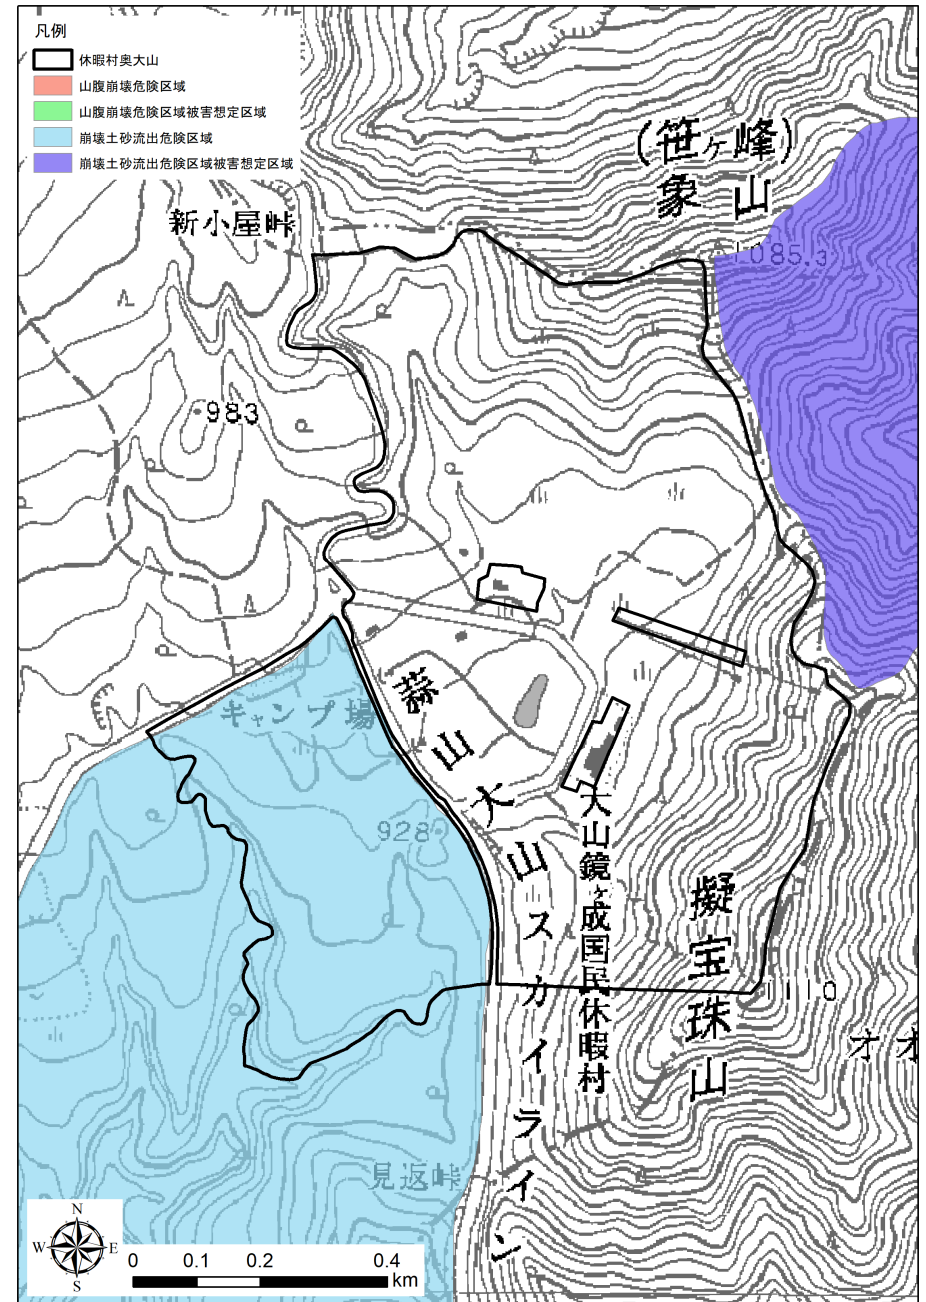 凡例
休暇村奥大山
山腹崩壊危険区域
山腹崩壊危険区域被害想定区域
崩壊土砂流出危険区域
崩壊土砂流出危険区域被害想定区域
(笹ヶ峰)
象山
新小屋峠
1085.3
983
キャンプ場
蒜山大山スカイライン
928
大山鏡ヶ成国民休暇村
擬宝珠山
1110
オオ
見返峠
N
W
E
S
0 0.1 0.2 0.4
km